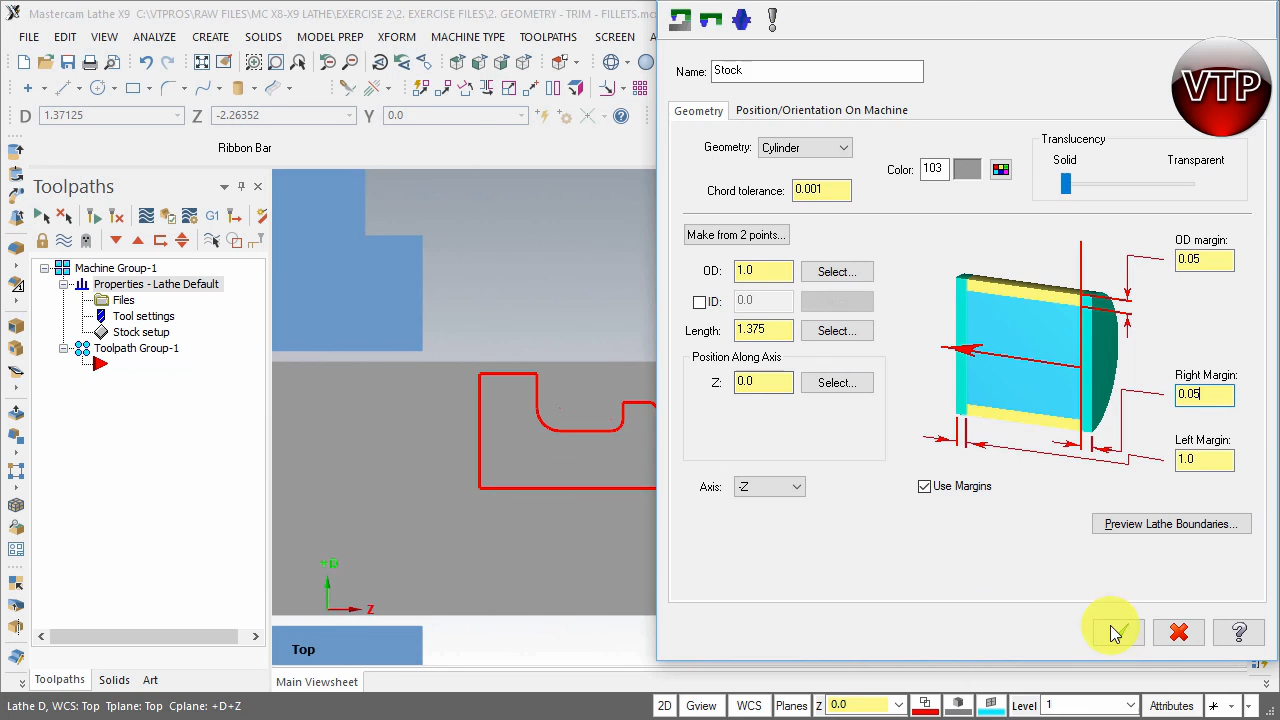 Mastercam Lathe X9 C:\VTPROS\RAW FILES\MC X8-X9 LATHE\EXERCISE 2\2. EXERCISE FILES\2. GEOMETRY - TRIM - FILLETS.mc
FILE EDIT VIEW ANALYZE CREATE SOLIDS MODEL PREP XFORM MACHINE TYPE TOOLPATHS SCREEN
D 1.37125 Z -2.26352 Y 0.0
Ribbon Bar
Toolpaths
G1
Machine Group-1
Properties - Lathe Default
Files
Tool settings
Stock setup
Toolpath Group-1
Toolpaths Solids Art
+D
Z
Top
Main Viewsheet
VTP
Name: Stock
Geometry Position/Orientation On Machine
Geometry: Cylinder
Color: 103
Translucency
Solid Transparent
Chord tolerance: 0.001
Make from 2 points...
OD: 1.0 Select...
ID: 0.0
Length: 1.375 Select...
Position Along Axis
Z: 0.0 Select...
Axis: -Z
OD margin:
0.05
Right Margin:
0.05
Left Margin:
1.0
Use Margins
Preview Lathe Boundaries...
Lathe D, WCS: Top Tplane: Top Cplane: +D+Z
2D Gview WCS Planes Z 0.0 Level 1 Attributes